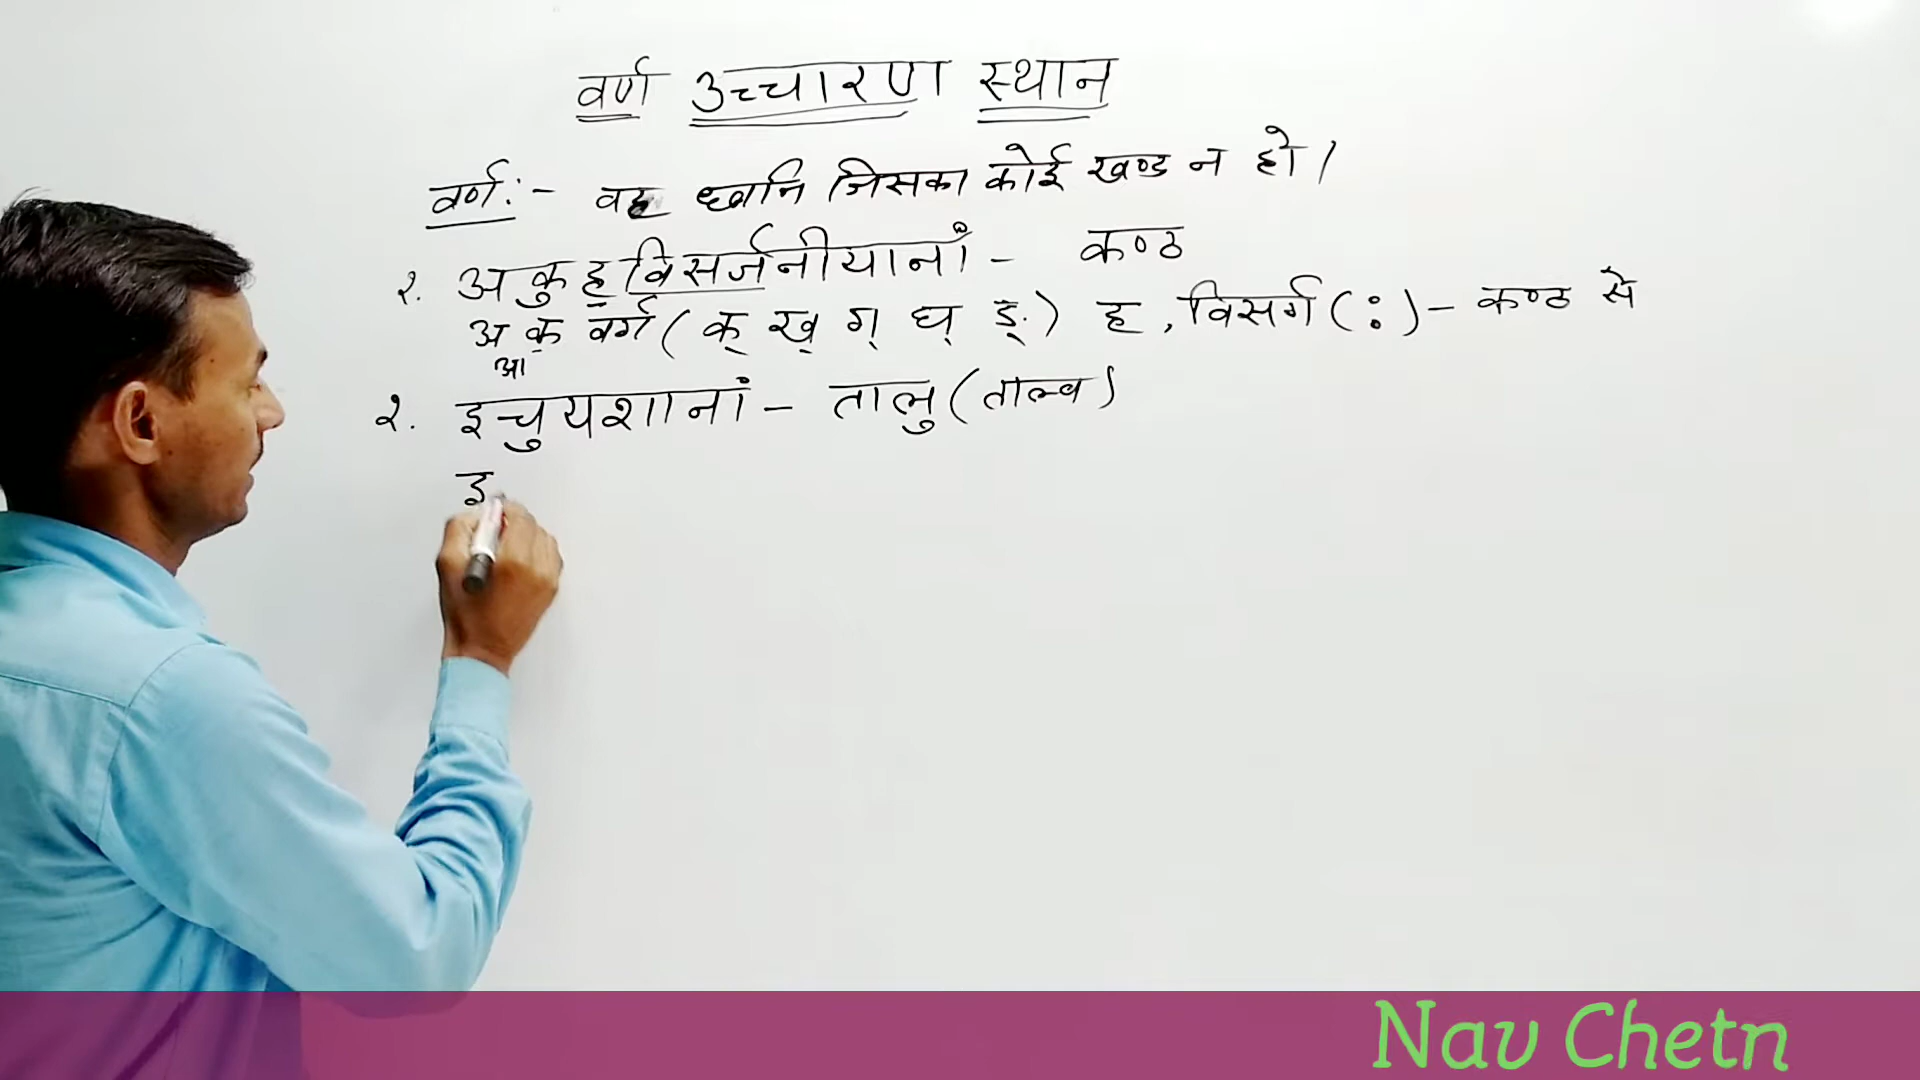 वर्ण उच्चारण स्थान
वर्ण:- वह ध्वनि जिसका कोई खण्ड न हो।
१. अकुहविसर्जनीयानां - कण्ठ
अ क वर्ग (क् ख् ग् घ् ङ्) ह, विसर्ग (:) - कण्ठ से
आ
२. इचुयशानां - तालु (ताल्व)
इ
Nav Chetn